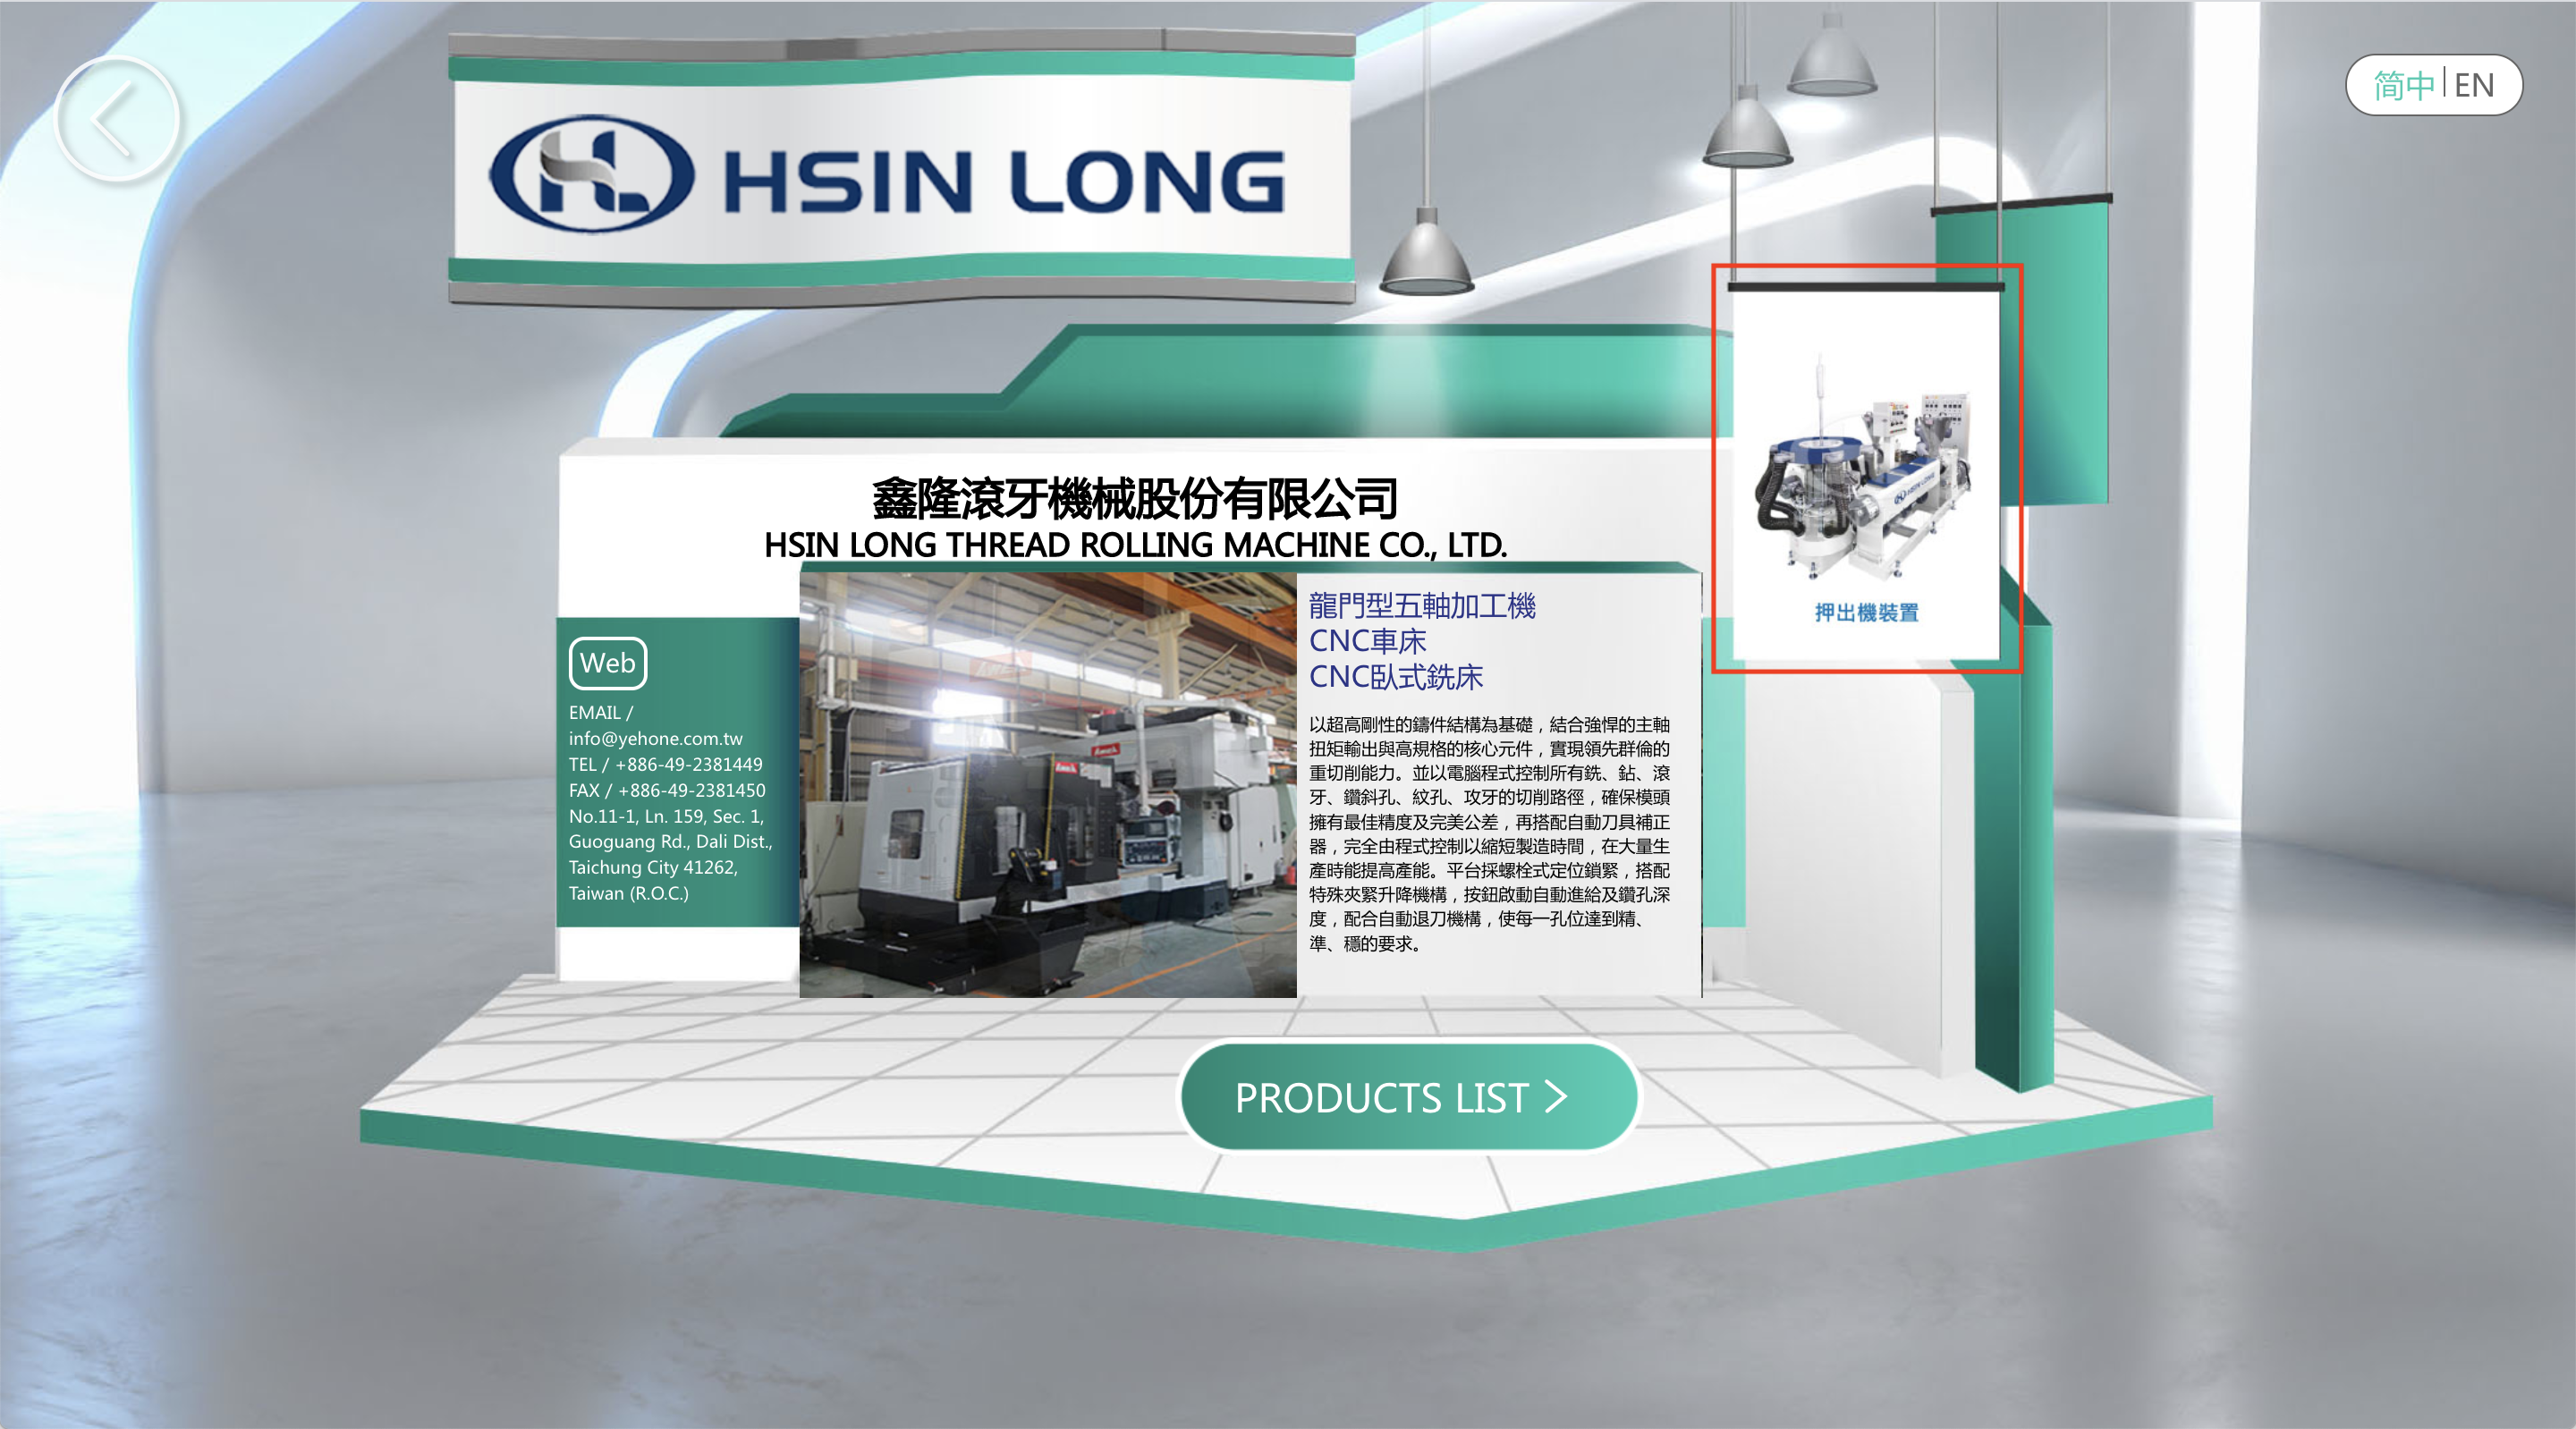 简中 | EN
HSIN LONG
鑫隆滾牙機械股份有限公司
HSIN LONG THREAD ROLLING MACHINE CO., LTD.
Web
EMAIL /
info@yehone.com.tw
TEL / +886-49-2381449
FAX / +886-49-2381450
No.11-1, Ln. 159, Sec. 1,
Guoguang Rd., Dali Dist.,
Taichung City 41262,
Taiwan (R.O.C.)
龍門型五軸加工機
CNC車床
CNC臥式銑床
以超高剛性的鑄件結構為基礎，結合強悍的主軸
扭矩輸出與高規格的核心元件，實現領先群倫的
重切削能力。並以電腦程式控制所有銑、鉆、滾
牙、鑽斜孔、紋孔、攻牙的切削路徑，確保模頭
擁有最佳精度及完美公差，再搭配自動刀具補正
器，完全由程式控制以縮短製造時間，在大量生
產時能提高產能。平台採螺栓式定位鎖緊，搭配
特殊夾緊升降機構，按鈕啟動自動進給及鑽孔深
度，配合自動退刀機構，使每一孔位達到精、
準、穩的要求。
HSIN LONG
押出機裝置
PRODUCTS LIST >